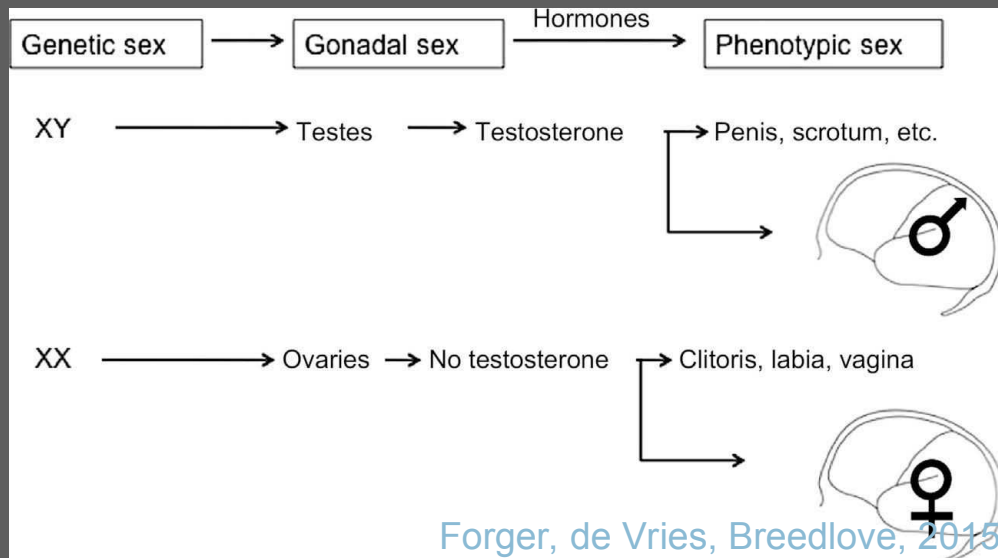 Hormones
Genetic sex Gonadal sex Phenotypic sex
XY Testes Testosterone Penis, scrotum, etc.
XX Ovaries No testosterone Clitoris, labia, vagina
Forger, de Vries, Breedlove, 2015